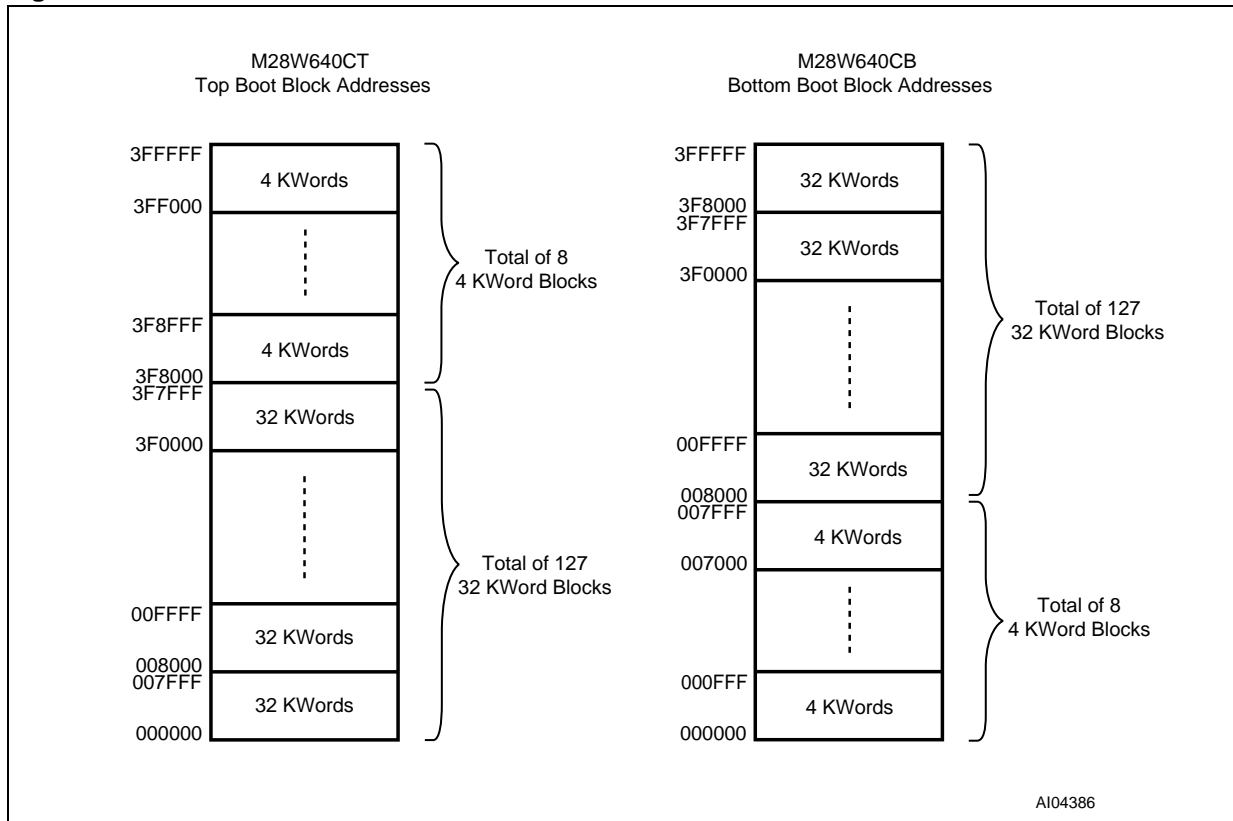 M28W640CT
Top Boot Block Addresses
3FFFFF
4 KWords
3FF000
Total of 8
4 KWord Blocks
3F8FFF
4 KWords
3F8000
3F7FFF
32 KWords
3F0000
Total of 127
32 KWord Blocks
00FFFF
32 KWords
008000
007FFF
32 KWords
000000
M28W640CB
Bottom Boot Block Addresses
3FFFFF
32 KWords
3F8000
3F7FFF
32 KWords
3F0000
Total of 127
32 KWord Blocks
00FFFF
32 KWords
008000
007FFF
4 KWords
007000
Total of 8
4 KWord Blocks
000FFF
4 KWords
000000
AI04386